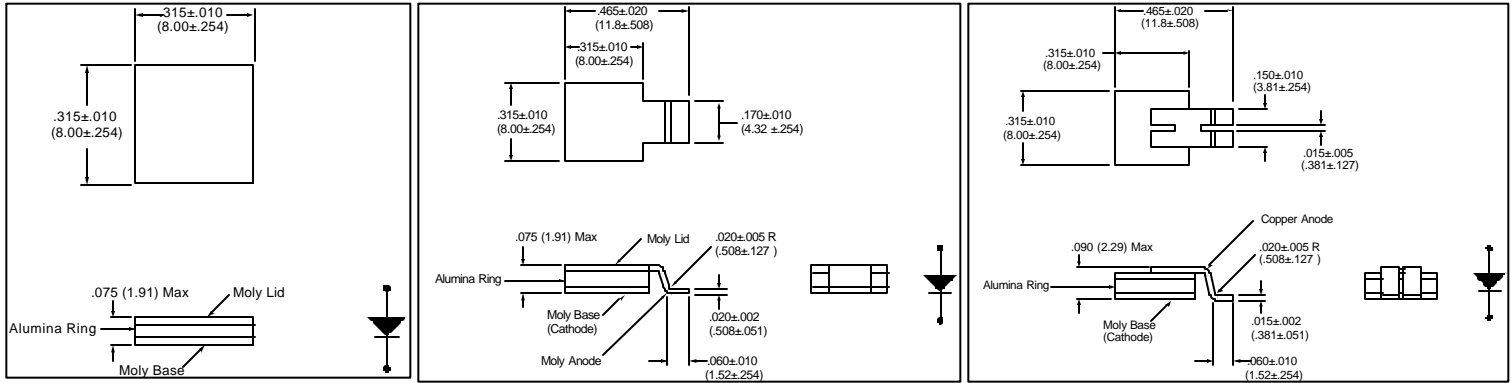 .315±.010
(8.00±.254)
.315±.010
(8.00±.254)
.075 (1.91) Max
Moly Lid
Alumina Ring
Moly Base
.465±.020
(11.8±.508)
.315±.010
(8.00±.254)
.315±.010
(8.00±.254)
.170±.010
(4.32 ±.254)
.075 (1.91) Max
Moly Lid
.020±.005 R
(.508±.127 )
Alumina Ring
Moly Base
(Cathode)
.020±.002
(.508±.051)
Moly Anode
.060±.010
(1.52±.254)
.465±.020
(11.8±.508)
.315±.010
(8.00±.254)
.150±.010
(3.81±.254)
.315±.010
(8.00±.254)
.015±.005
(.381±.127)
Copper Anode
.090 (2.29) Max
.020±.005 R
(.508±.127 )
Alumina Ring
Moly Base
(Cathode)
.015±.002
(.381±.051)
.060±.010
(1.52±.254)